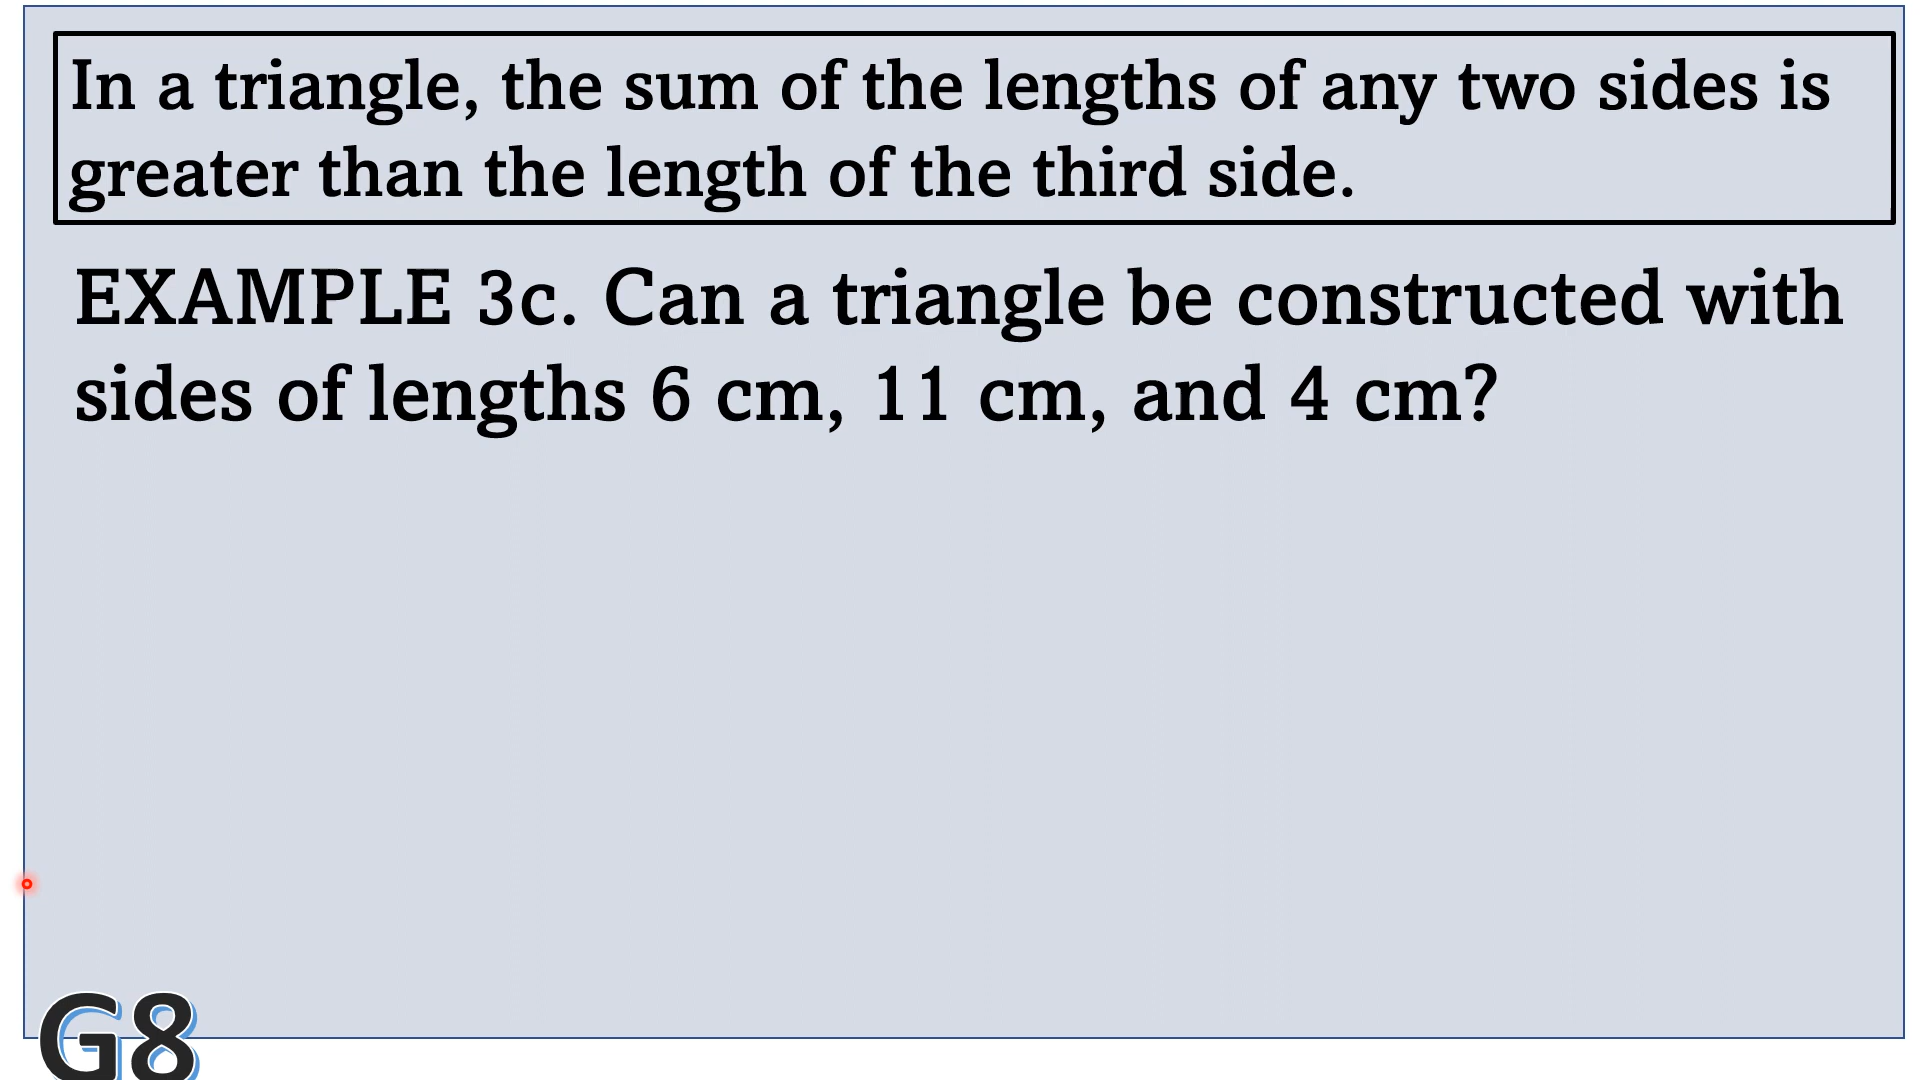 In a triangle, the sum of the lengths of any two sides is
greater than the length of the third side.
EXAMPLE 3c. Can a triangle be constructed with
sides of lengths 6 cm, 11 cm, and 4 cm?
G8